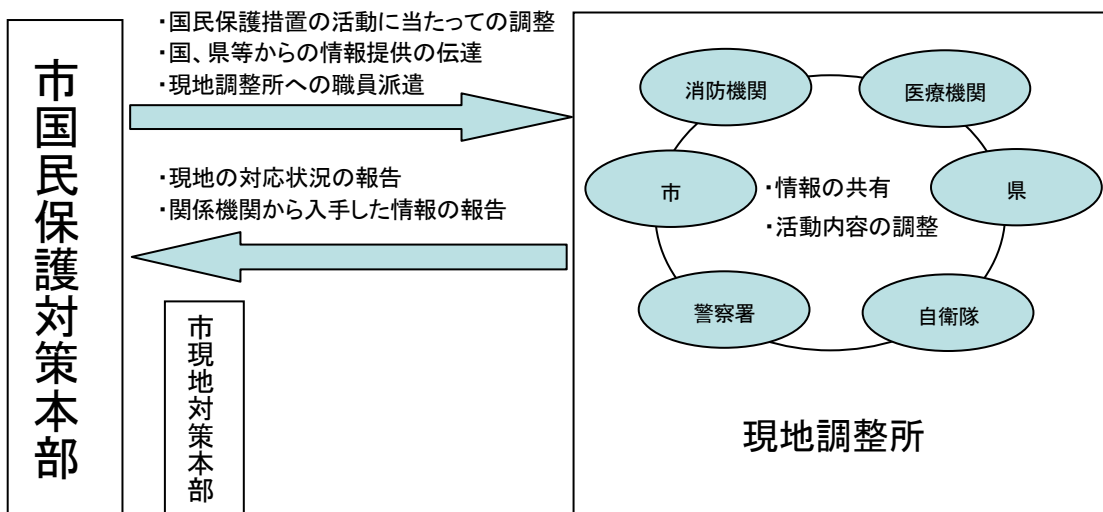 市国民保護対策本部
・国民保護措置の活動に当たっての調整
・国、県等からの情報提供の伝達
・現地調整所への職員派遣
・現地の対応状況の報告
・関係機関から入手した情報の報告
市現地対策本部
消防機関
医療機関
市
・情報の共有
・活動内容の調整
県
警察署
自衛隊
現地調整所